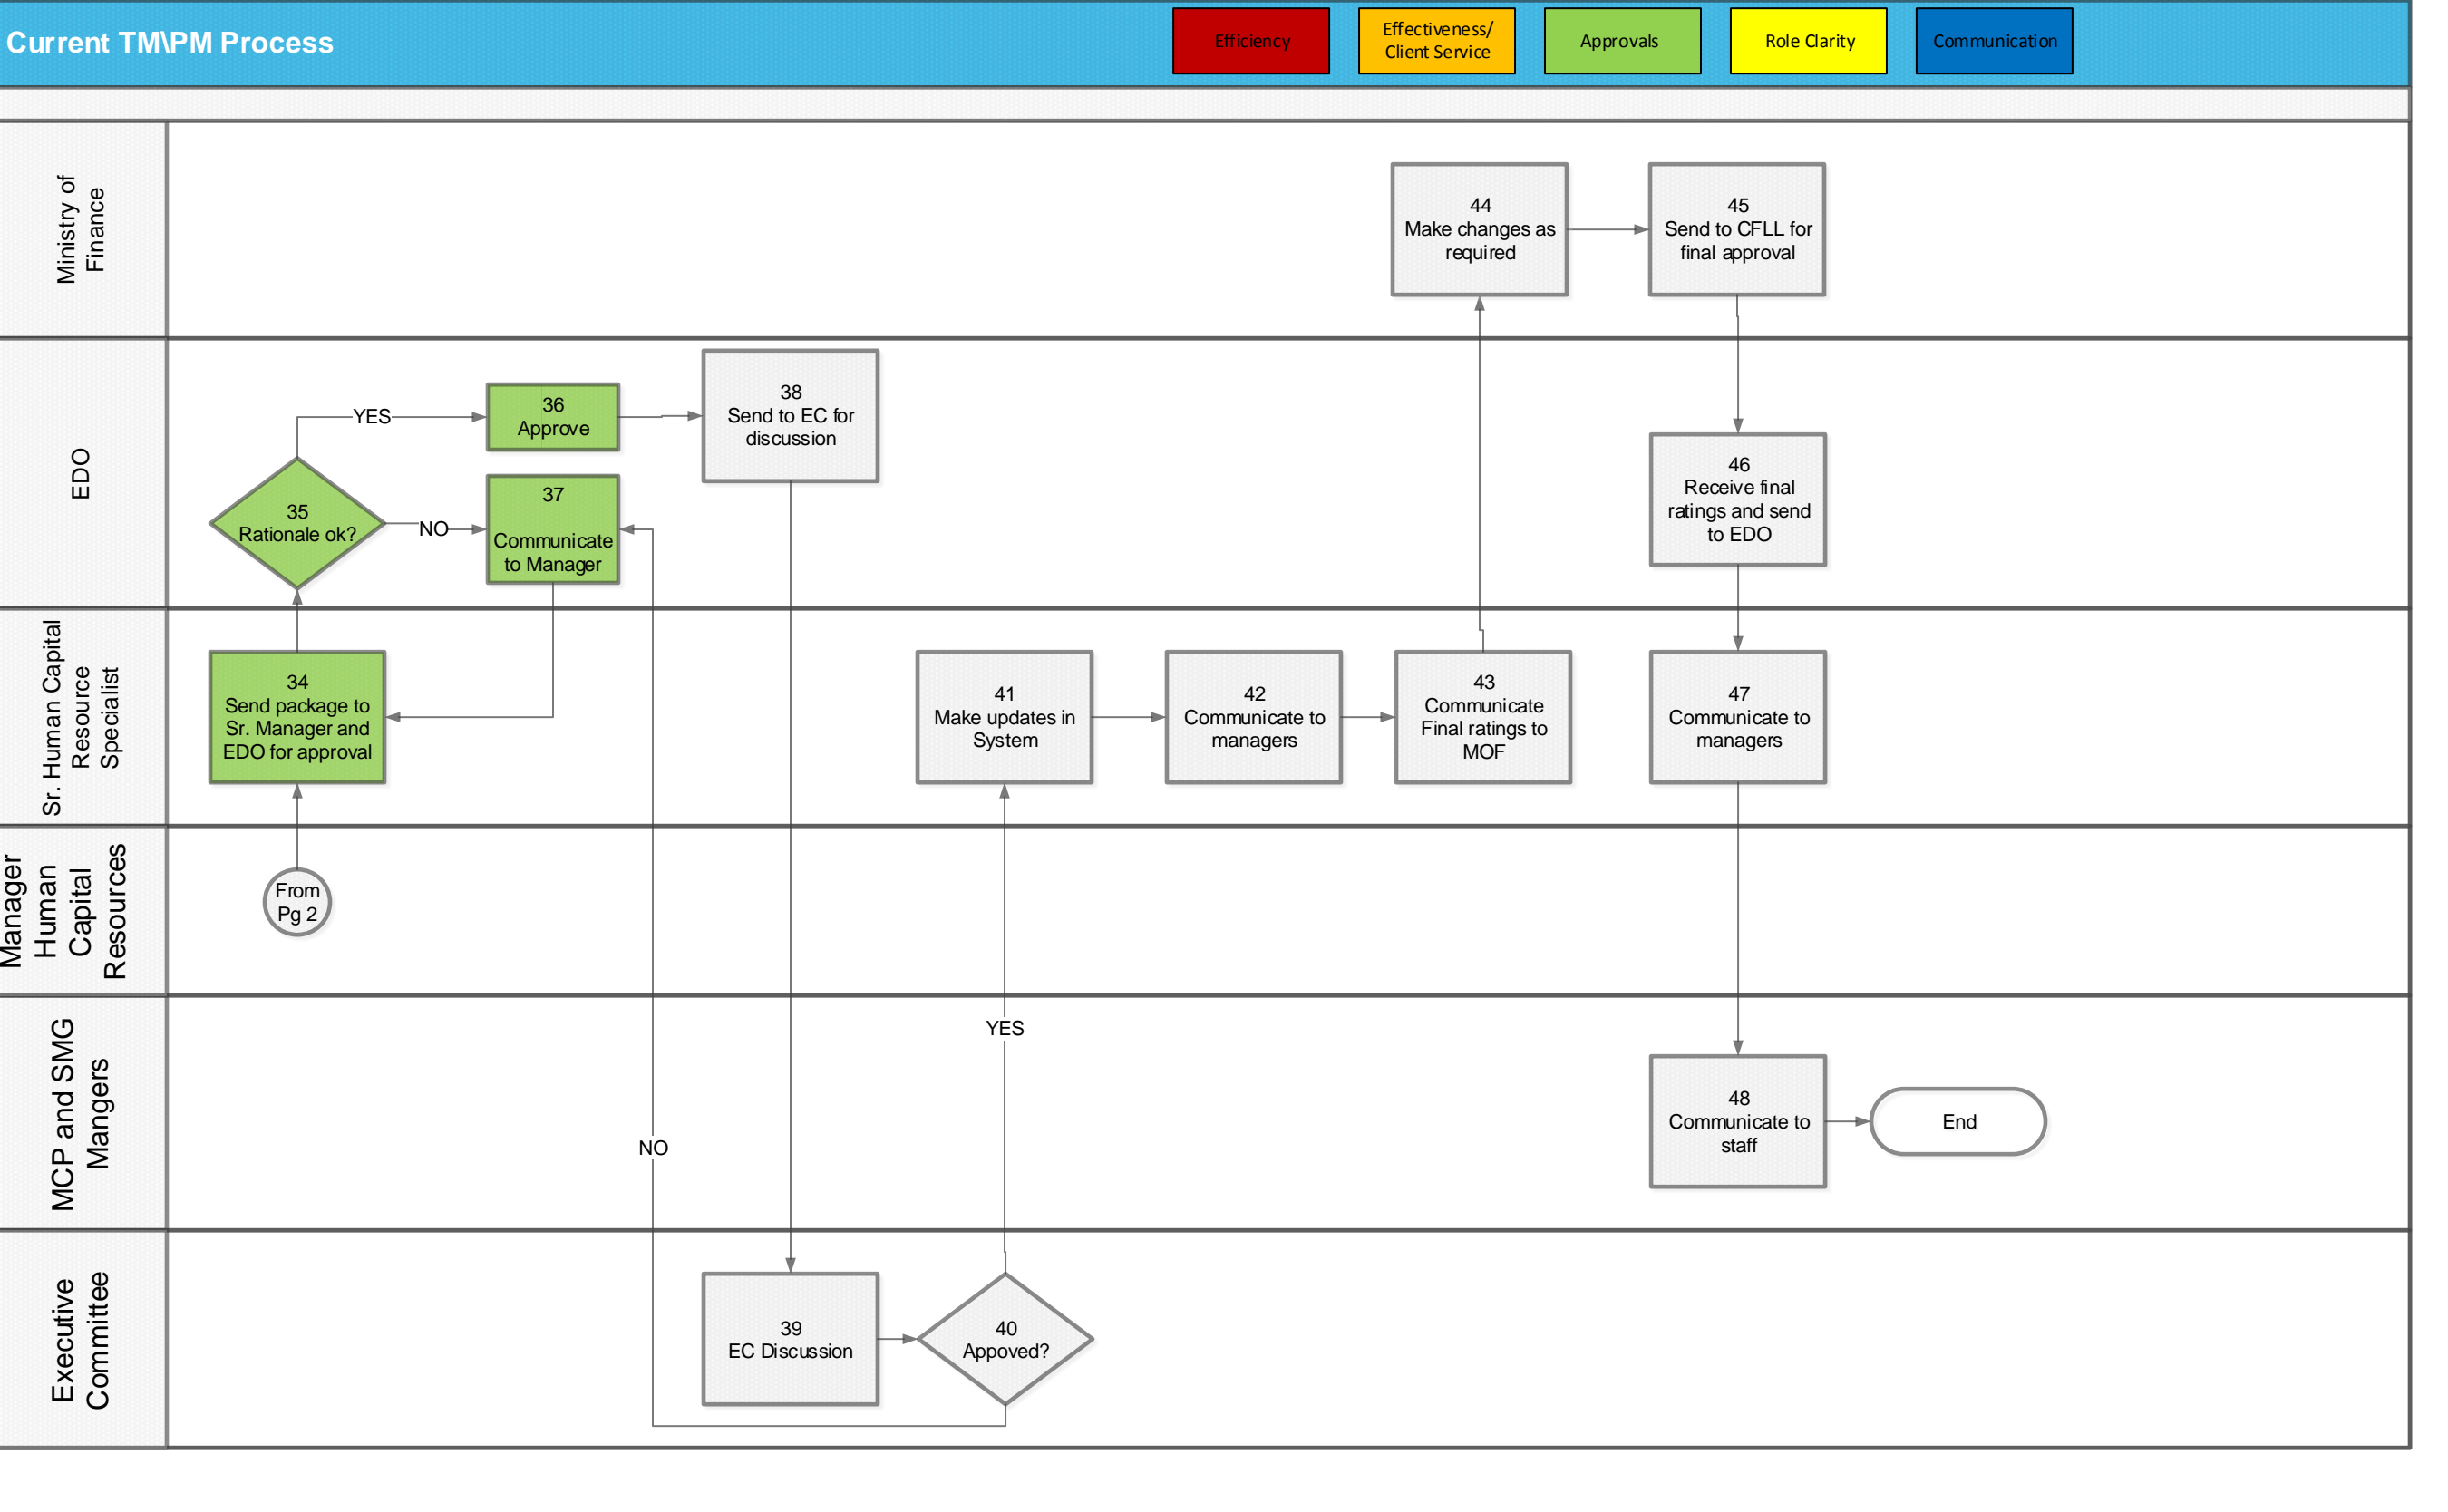 Current TM\PM Process
Efficiency
Effectiveness/
Client Service
Approvals
Role Clarity
Communication
Ministry of
Finance
44
Make changes as
required
45
Send to CFLL for
final approval
EDO
YES
36
Approve
38
Send to EC for
discussion
35
Rationale ok?
NO
37
Communicate
to Manager
46
Receive final
ratings and send
to EDO
Sr. Human Capital
Resource
Specialist
34
Send package to
Sr. Manager and
EDO for approval
41
Make updates in
System
42
Communicate to
managers
43
Communicate
Final ratings to
MOF
47
Communicate to
managers
Manager
Human
Capital
Resources
From
Pg 2
MCP and SMG
Mangers
YES
NO
48
Communicate to
staff
End
Executive
Committee
39
EC Discussion
40
Appoved?